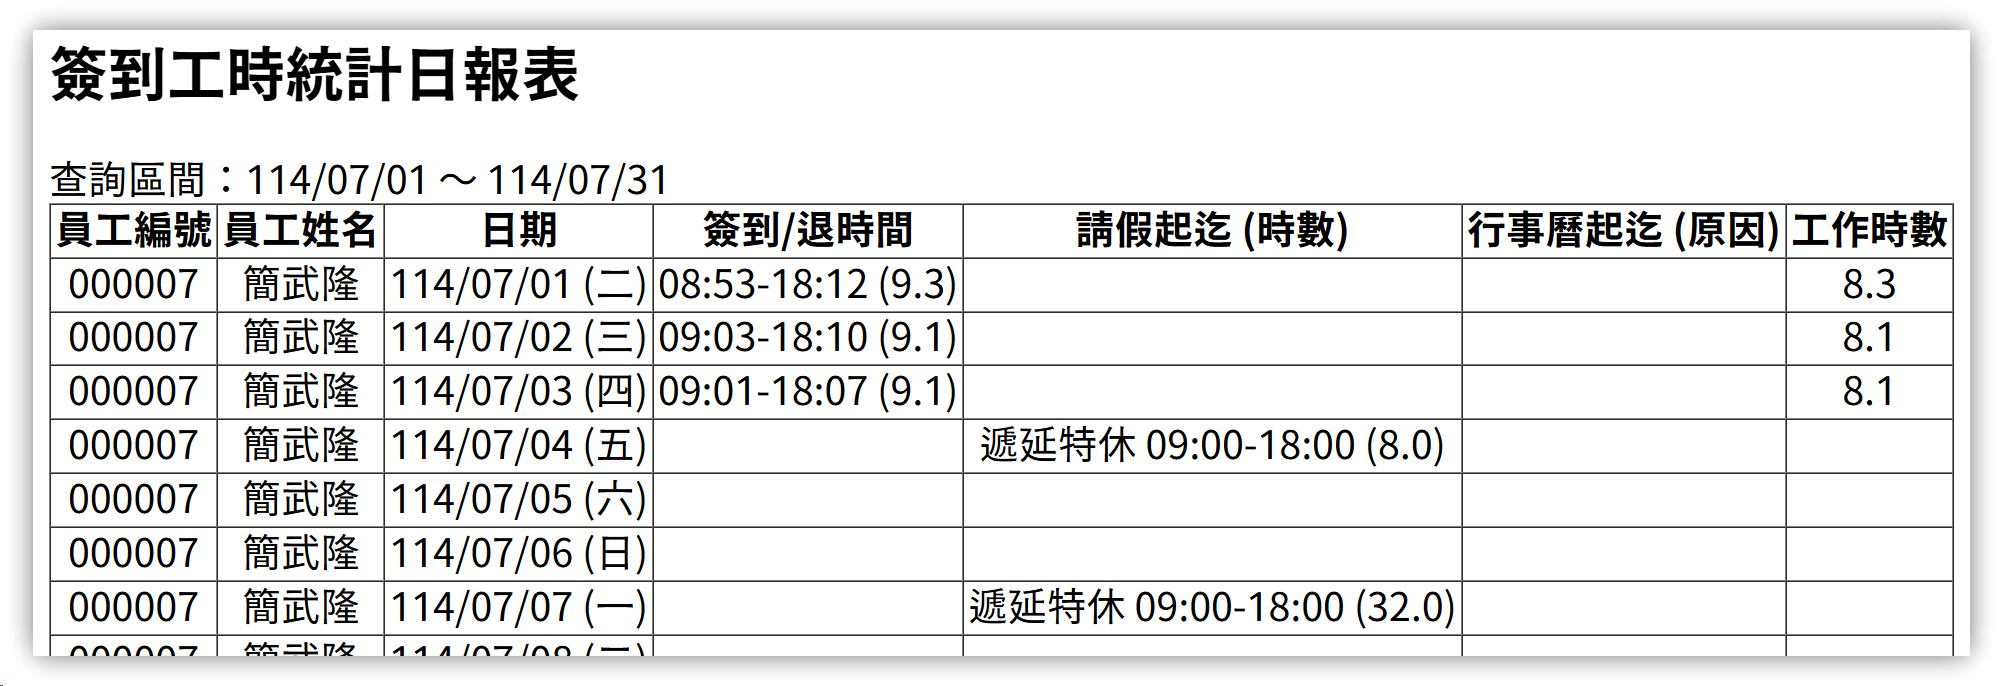 簽到工時統計日報表
查詢區間：114/07/01 ～ 114/07/31
員工編號 員工姓名 日期 簽到/退時間 請假起迄 (時數) 行事曆起迄 (原因) 工作時數
000007 簡武隆 114/07/01 (二) 08:53-18:12 (9.3) 8.3
000007 簡武隆 114/07/02 (三) 09:03-18:10 (9.1) 8.1
000007 簡武隆 114/07/03 (四) 09:01-18:07 (9.1) 8.1
000007 簡武隆 114/07/04 (五) 遞延特休 09:00-18:00 (8.0)
000007 簡武隆 114/07/05 (六)
000007 簡武隆 114/07/06 (日)
000007 簡武隆 114/07/07 (一) 遞延特休 09:00-18:00 (32.0)